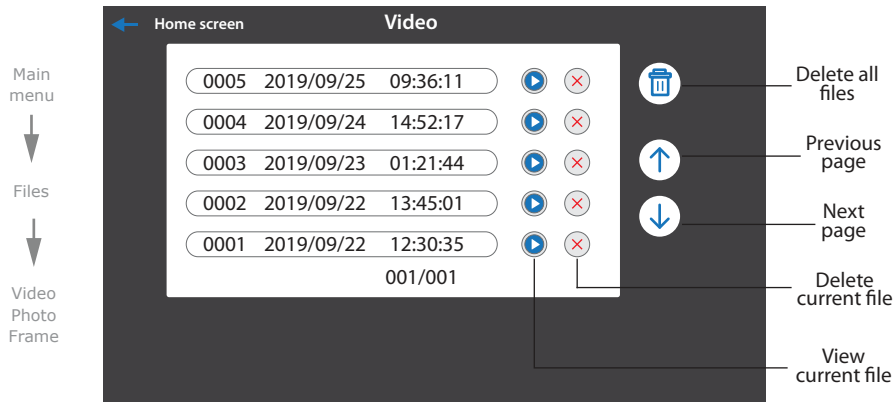 Home screen
Video
Main
menu
Files
Video
Photo
Frame
0005 2019/09/25 09:36:11
0004 2019/09/24 14:52:17
0003 2019/09/23 01:21:44
0002 2019/09/22 13:45:01
0001 2019/09/22 12:30:35
001/001
Delete all
files
Previous
page
Next
page
Delete
current file
View
current file